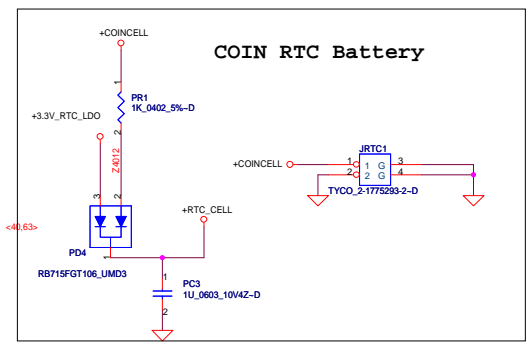 +COINCELL
COIN RTC Battery
1
PR1
1K_0402_5%~D
2
+3.3V_RTC_LDO
Z4012
3 2
<40,63>
PD4
1
RB715FGT106_UMD3
+RTC_CELL
1
PC3
1U_0603_10V4Z~D
2
JRTC1
+COINCELL
1 1 G 3
2 2 G 4
TYCO_2-1775293-2~D